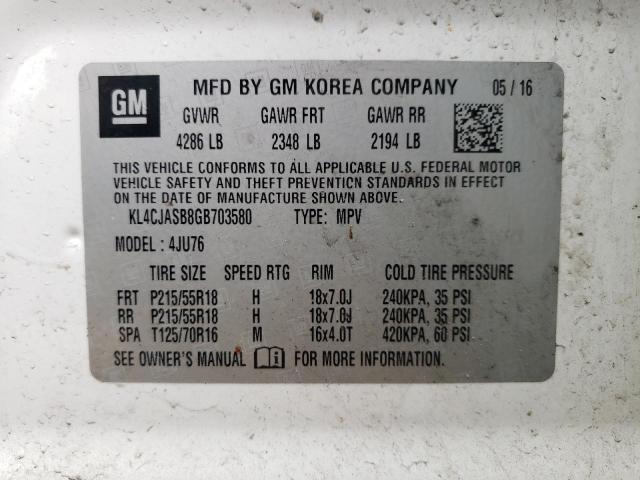 GM MFD BY GM KOREA COMPANY 05/16
GVWR GAWR FRT GAWR RR
4286 LB 2348 LB 2194 LB
THIS VEHICLE CONFORMS TO ALL APPLICABLE U.S. FEDERAL MOTOR
VEHICLE SAFETY AND THEFT PREVENTION STANDARDS IN EFFECT
ON THE DATE OF MANUFACTURE SHOWN ABOVE.
KL4CJASB8GB703580 TYPE: MPV
MODEL: 4JU76
TIRE SIZE SPEED RTG RIM COLD TIRE PRESSURE
FRT P215/55R18 H 18x7.0J 240KPA, 35 PSI
RR P215/55R18 H 18x7.0J 240KPA, 35 PSI
SPA T125/70R16 M 16x4.0T 420KPA, 60 PSI
SEE OWNER'S MANUAL FOR MORE INFORMATION.